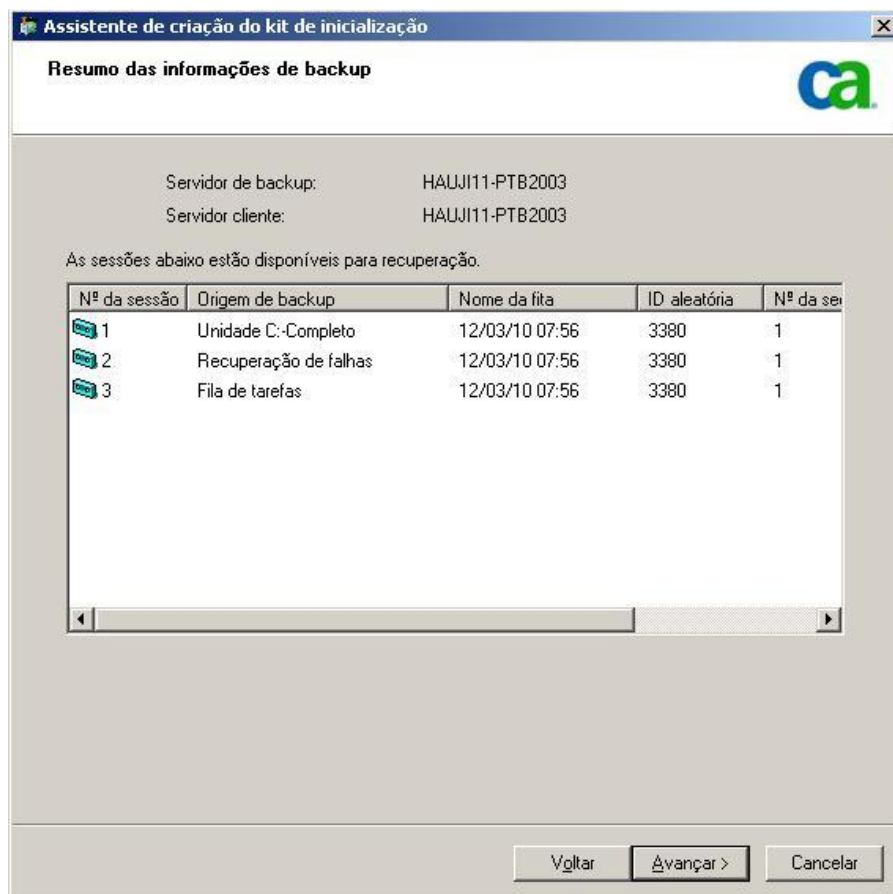 Assistente de criação do kit de inicialização
Resumo das informações de backup
ca
Servidor de backup: HAUJI11-PTB2003
Servidor cliente: HAUJI11-PTB2003
As sessões abaixo estão disponíveis para recuperação.
Nº da sessão Origem de backup Nome da fita ID aleatória Nº da se
1 Unidade C:-Completo 12/03/10 07:56 3380 1
2 Recuperação de falhas 12/03/10 07:56 3380 1
3 Fila de tarefas 12/03/10 07:56 3380 1
Voltar Avançar > Cancelar